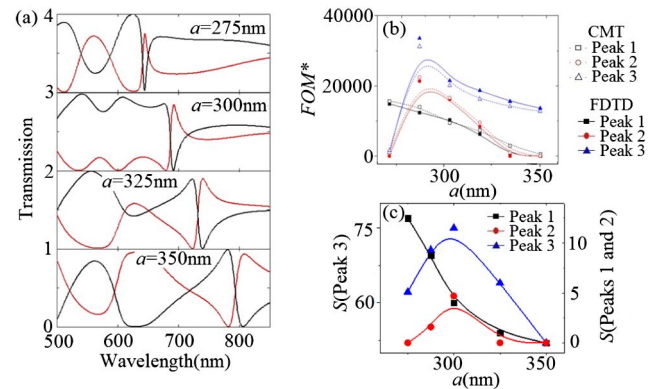 (a)
4
a=275nm
3
a=300nm
2
a=325nm
1
a=350nm
0
500 600 700 800
Wavelength(nm)
Transmission
(b)
40000
20000
0
FOM*
300 350
a(nm)
CMT
Peak 1
Peak 2
Peak 3
FDTD
Peak 1
Peak 2
Peak 3
(c)
75
60
S(Peak 3)
Peak 1
Peak 2
Peak 3
10
5
0
S(Peaks 1 and 2)
300 350
a(nm)